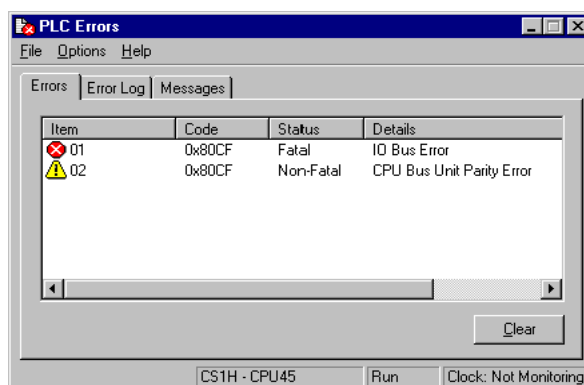 PLC Errors
File Options Help
Errors Error Log Messages
Item Code Status Details
01 0x80CF Fatal IO Bus Error
02 0x80CF Non-Fatal CPU Bus Unit Parity Error
Clear
CS1H - CPU45 Run Clock: Not Monitoring